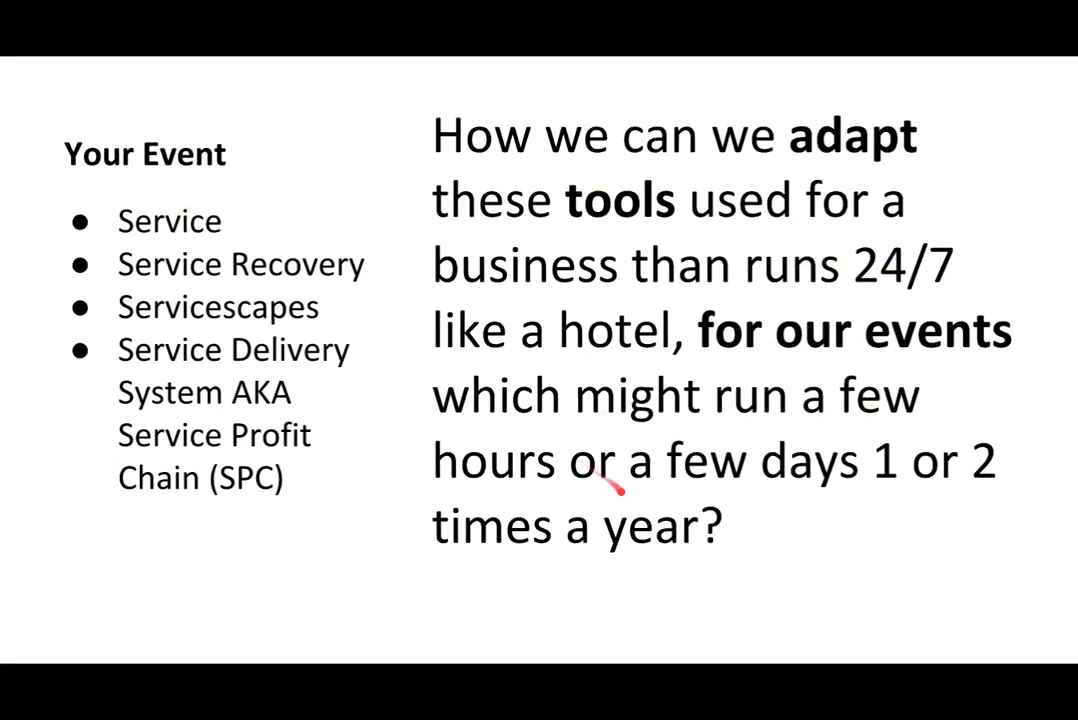 Your Event
● Service
● Service Recovery
● Servicescapes
● Service Delivery
System AKA
Service Profit
Chain (SPC)
How we can we adapt
these tools used for a
business than runs 24/7
like a hotel, for our events
which might run a few
hours or a few days 1 or 2
times a year?